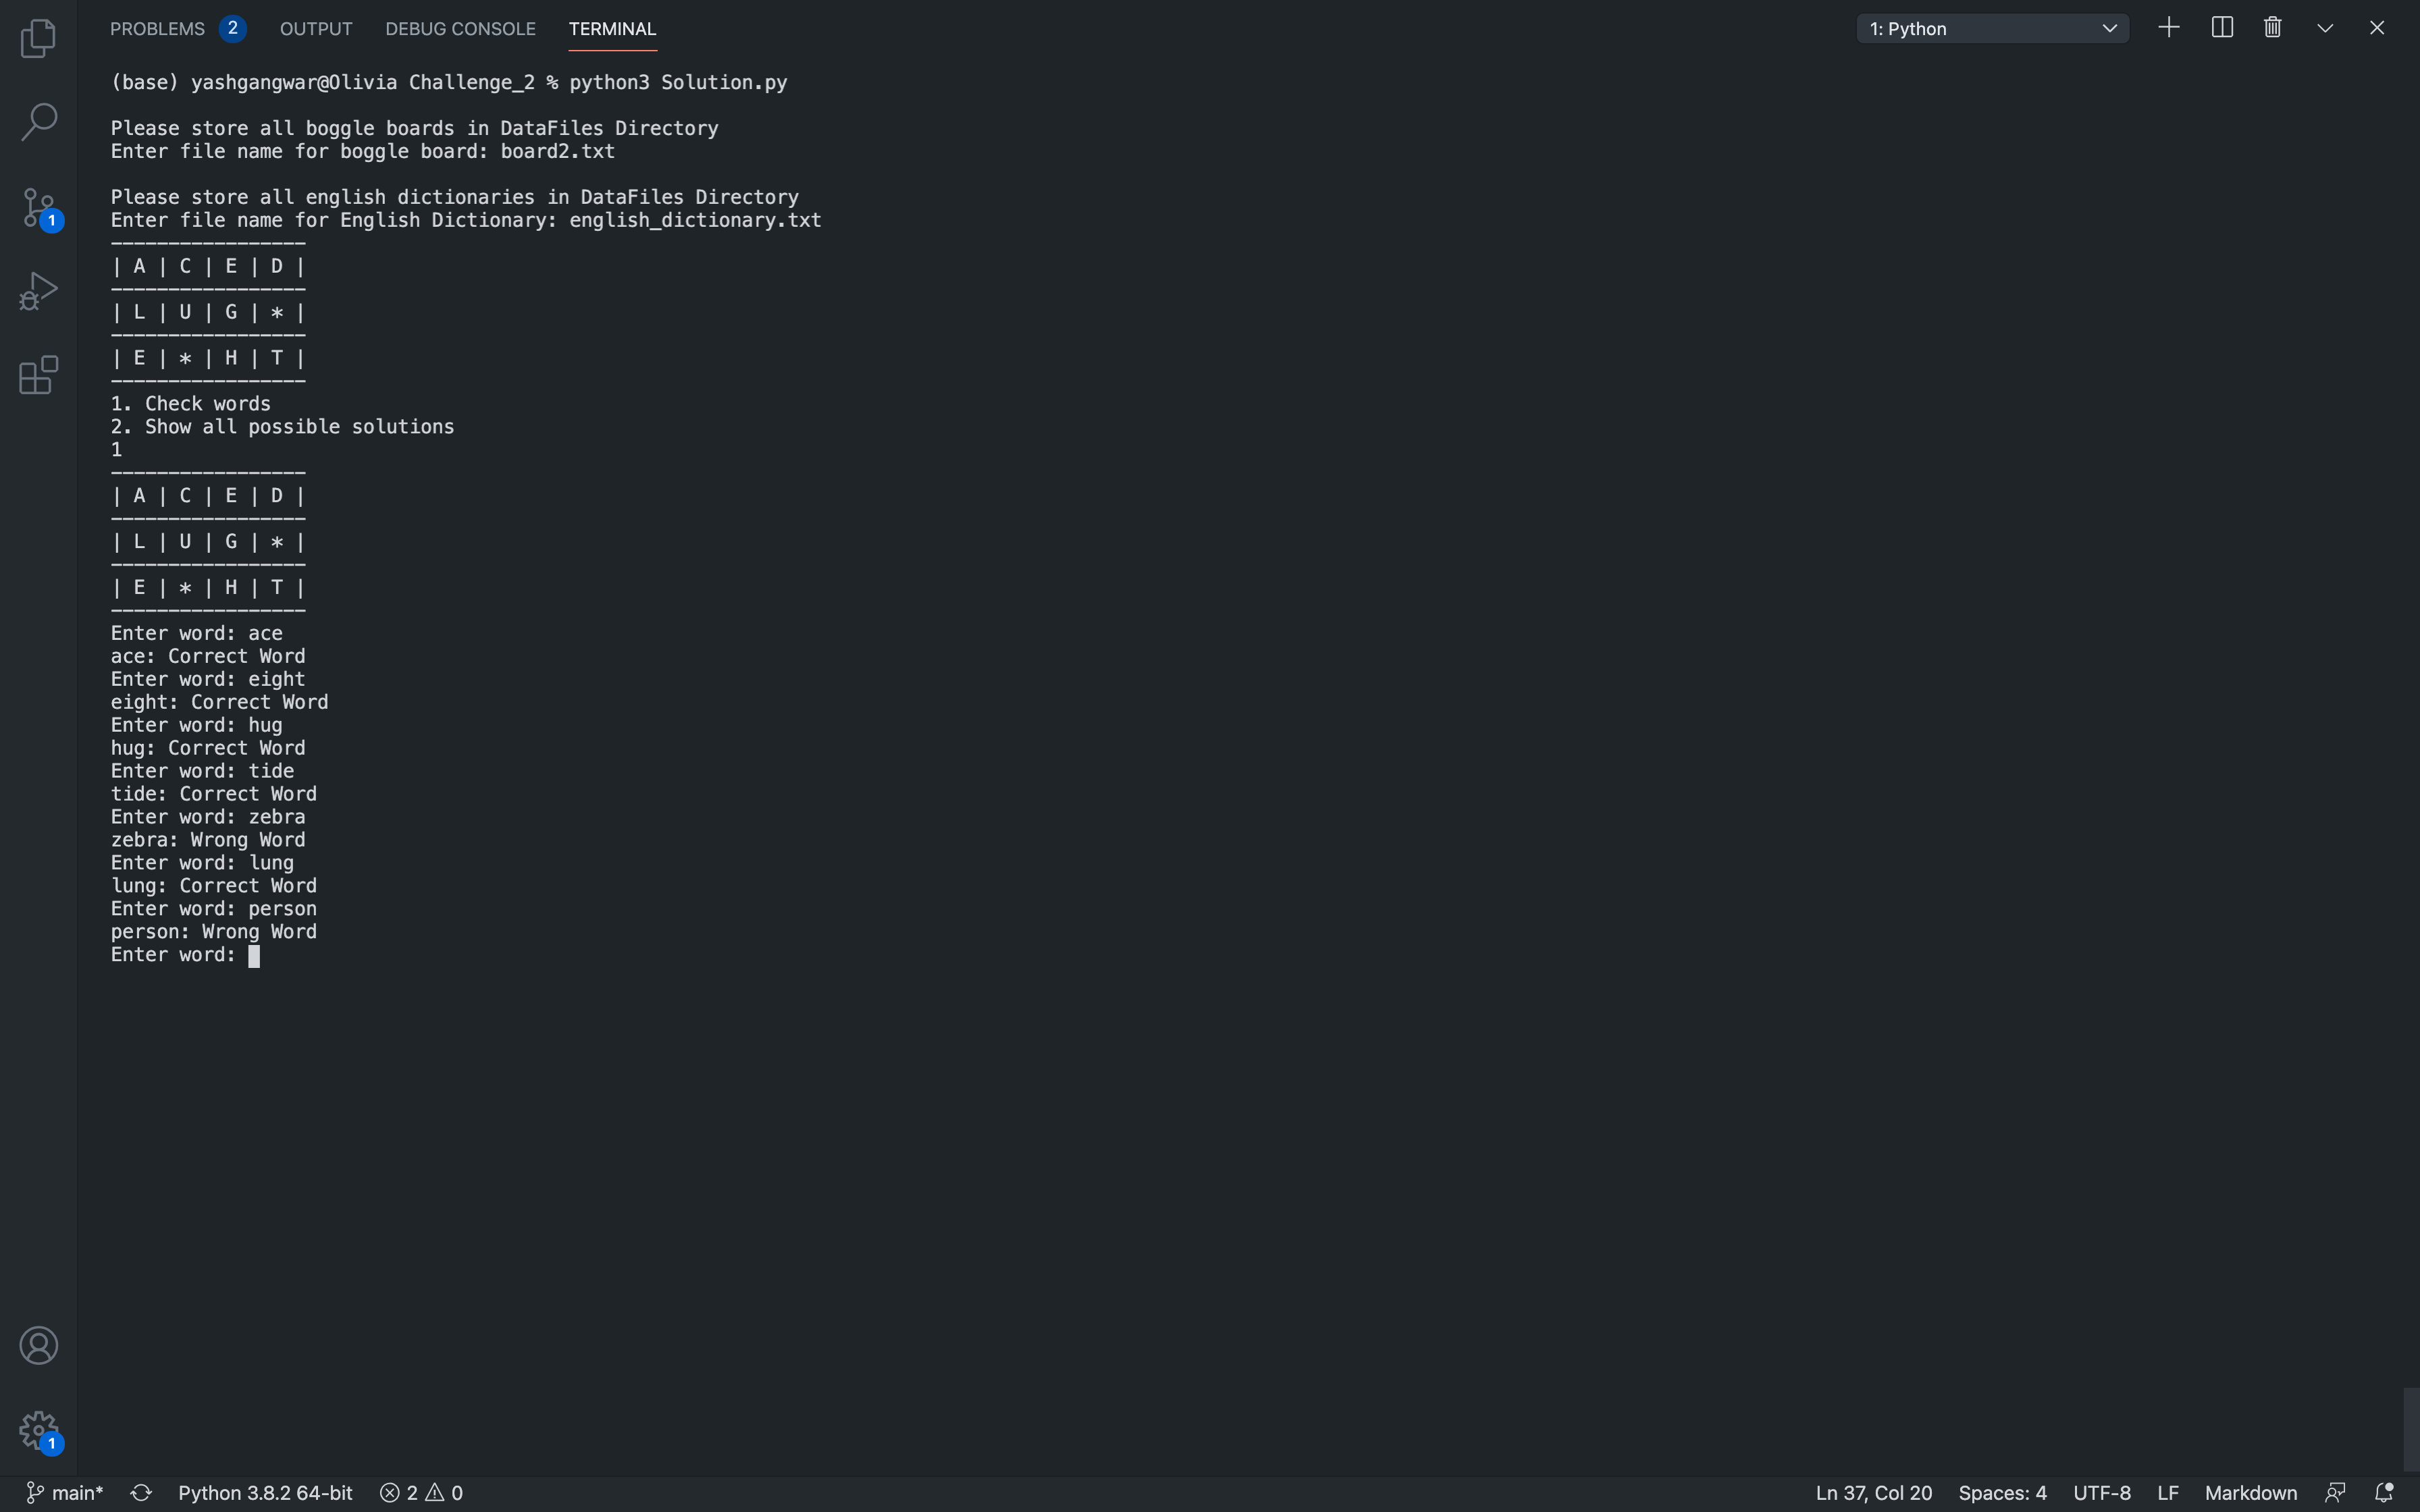 PROBLEMS 2 OUTPUT DEBUG CONSOLE TERMINAL 1: Python
(base) yashgangwar@Olivia Challenge_2 % python3 Solution.py
Please store all boggle boards in DataFiles Directory
Enter file name for boggle board: board2.txt
Please store all english dictionaries in DataFiles Directory
Enter file name for English Dictionary: english_dictionary.txt
-----------------
| A | C | E | D |
-----------------
| L | U | G | * |
-----------------
| E | * | H | T |
-----------------
1. Check words
2. Show all possible solutions
1
-----------------
| A | C | E | D |
-----------------
| L | U | G | * |
-----------------
| E | * | H | T |
-----------------
Enter word: ace
ace: Correct Word
Enter word: eight
eight: Correct Word
Enter word: hug
hug: Correct Word
Enter word: tide
tide: Correct Word
Enter word: zebra
zebra: Wrong Word
Enter word: lung
lung: Correct Word
Enter word: person
person: Wrong Word
Enter word:
1
1
main* Python 3.8.2 64-bit 2 0 Ln 37, Col 20 Spaces: 4 UTF-8 LF Markdown